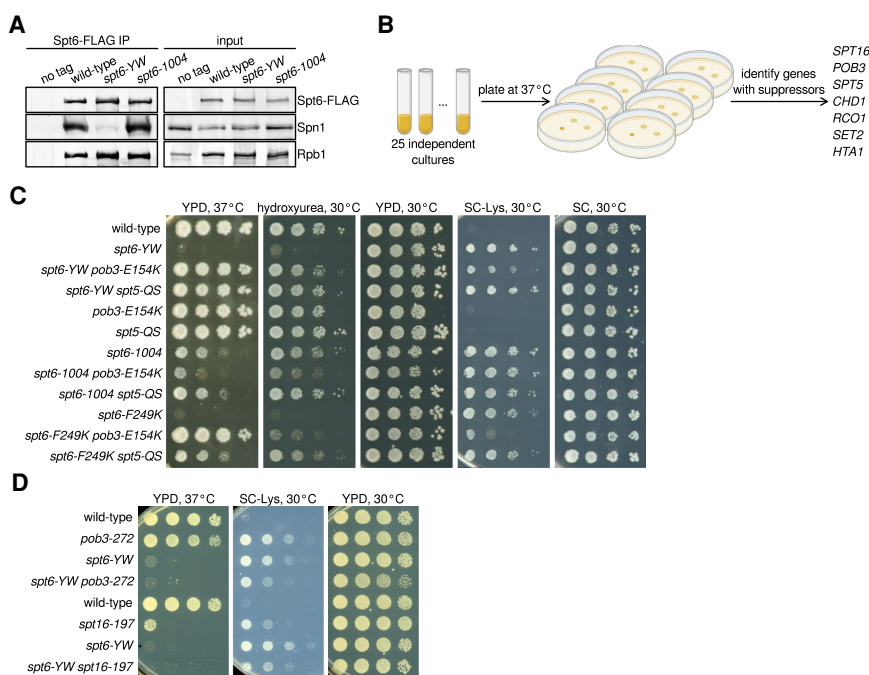 A
Spt6-FLAG IP
input
no tag
wild-type
spt6-YW
spt6-1004
no tag
wild-type
spt6-YW
spt6-1004
Spt6-FLAG
Spn1
Rpb1
B
25 independent
cultures
...
plate at 37°C
identify genes
with suppressors
SPT16
POB3
SPT5
CHD1
RCO1
SET2
HTA1
C
YPD, 37°C
hydroxyurea, 30°C
YPD, 30°C
SC-Lys, 30°C
SC, 30°C
wild-type
spt6-YW
spt6-YW pob3-E154K
spt6-YW spt5-QS
pob3-E154K
spt5-QS
spt6-1004
spt6-1004 pob3-E154K
spt6-1004 spt5-QS
spt6-F249K
spt6-F249K pob3-E154K
spt6-F249K spt5-QS
D
YPD, 37°C
SC-Lys, 30°C
YPD, 30°C
wild-type
pob3-272
spt6-YW
spt6-YW pob3-272
wild-type
spt16-197
spt6-YW
spt6-YW spt16-197